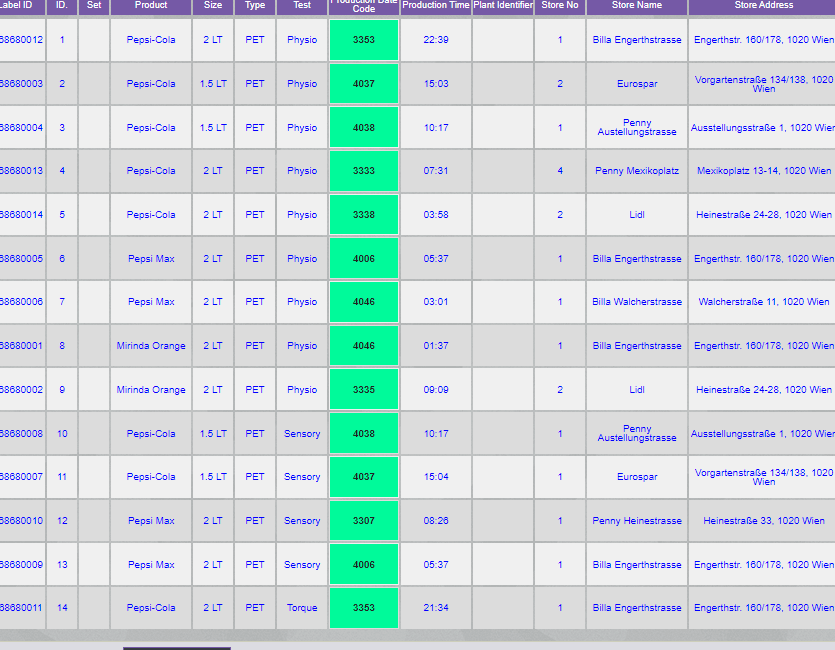 Label ID ID. Set Product Size Type Test Production Date Code Production Time Plant Identifier Store No Store Name Store Address
68680012 1 Pepsi-Cola 2 LT PET Physio 3353 22:39 1 Billa Engerthstrasse Engerthstr. 160/178, 1020 Wien
68680003 2 Pepsi-Cola 1.5 LT PET Physio 4037 15:03 2 Eurospar Vorgartenstraße 134/138, 1020 Wien
68680004 3 Pepsi-Cola 1.5 LT PET Physio 4038 10:17 1 Penny Austellungstrasse Ausstellungsstraße 1, 1020 Wien
68680013 4 Pepsi-Cola 2 LT PET Physio 3333 07:31 4 Penny Mexikoplatz Mexikoplatz 13-14, 1020 Wien
68680014 5 Pepsi-Cola 2 LT PET Physio 3338 03:58 2 Lidl Heinestraße 24-28, 1020 Wien
68680005 6 Pepsi Max 2 LT PET Physio 4006 05:37 1 Billa Engerthstrasse Engerthstr. 160/178, 1020 Wien
68680006 7 Pepsi Max 2 LT PET Physio 4046 03:01 1 Billa Walcherstrasse Walcherstraße 11, 1020 Wien
68680001 8 Mirinda Orange 2 LT PET Physio 4046 01:37 1 Billa Engerthstrasse Engerthstr. 160/178, 1020 Wien
68680002 9 Mirinda Orange 2 LT PET Physio 3335 09:09 2 Lidl Heinestraße 24-28, 1020 Wien
68680008 10 Pepsi-Cola 1.5 LT PET Sensory 4038 10:17 1 Penny Austellungstrasse Ausstellungsstraße 1, 1020 Wien
68680007 11 Pepsi-Cola 1.5 LT PET Sensory 4037 15:04 1 Eurospar Vorgartenstraße 134/138, 1020 Wien
68680010 12 Pepsi Max 2 LT PET Sensory 3307 08:26 1 Penny Heinestrasse Heinestraße 33, 1020 Wien
68680009 13 Pepsi Max 2 LT PET Sensory 4006 05:37 1 Billa Engerthstrasse Engerthstr. 160/178, 1020 Wien
68680011 14 Pepsi-Cola 2 LT PET Torque 3353 21:34 1 Billa Engerthstrasse Engerthstr. 160/178, 1020 Wien